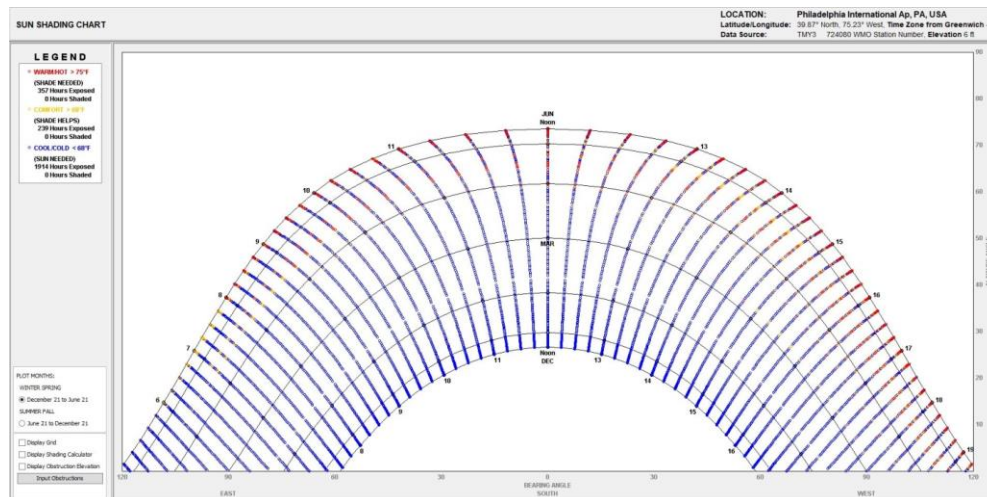 SUN SHADING CHART
LOCATION: Philadelphia International Ap, PA, USA
Latitude/Longitude: 39.87° North, 75.23° West, Time Zone from Greenwich
Data Source: TMY3 724080 WMO Station Number, Elevation 6 ft
LEGEND
WARM/HOT > 75°F
(SHADE NEEDED)
357 Hours Exposed
0 Hours Shaded
(SHADE HELPS)
239 Hours Exposed
0 Hours Shaded
COOL/COLD < 68°F
(SUN NEEDED)
1914 Hours Exposed
0 Hours Shaded
PLOT MONTHS:
WINTER SPRING
December 21 to June 21
SUMMER FALL
June 21 to December 21
Display Grid
Display Shading Calculator
Display Obstruction Elevation
Input Obstructions
90
80
70
60
50
40
30
20
10
JUN
Noon
11
13
10
14
9
15
8
16
7
17
6
18
19
MAR
Noon
DEC
11
13
10
14
9
15
8
16
120
90
60
30
0
30
60
90
120
BEARING ANGLE
EAST
SOUTH
WEST